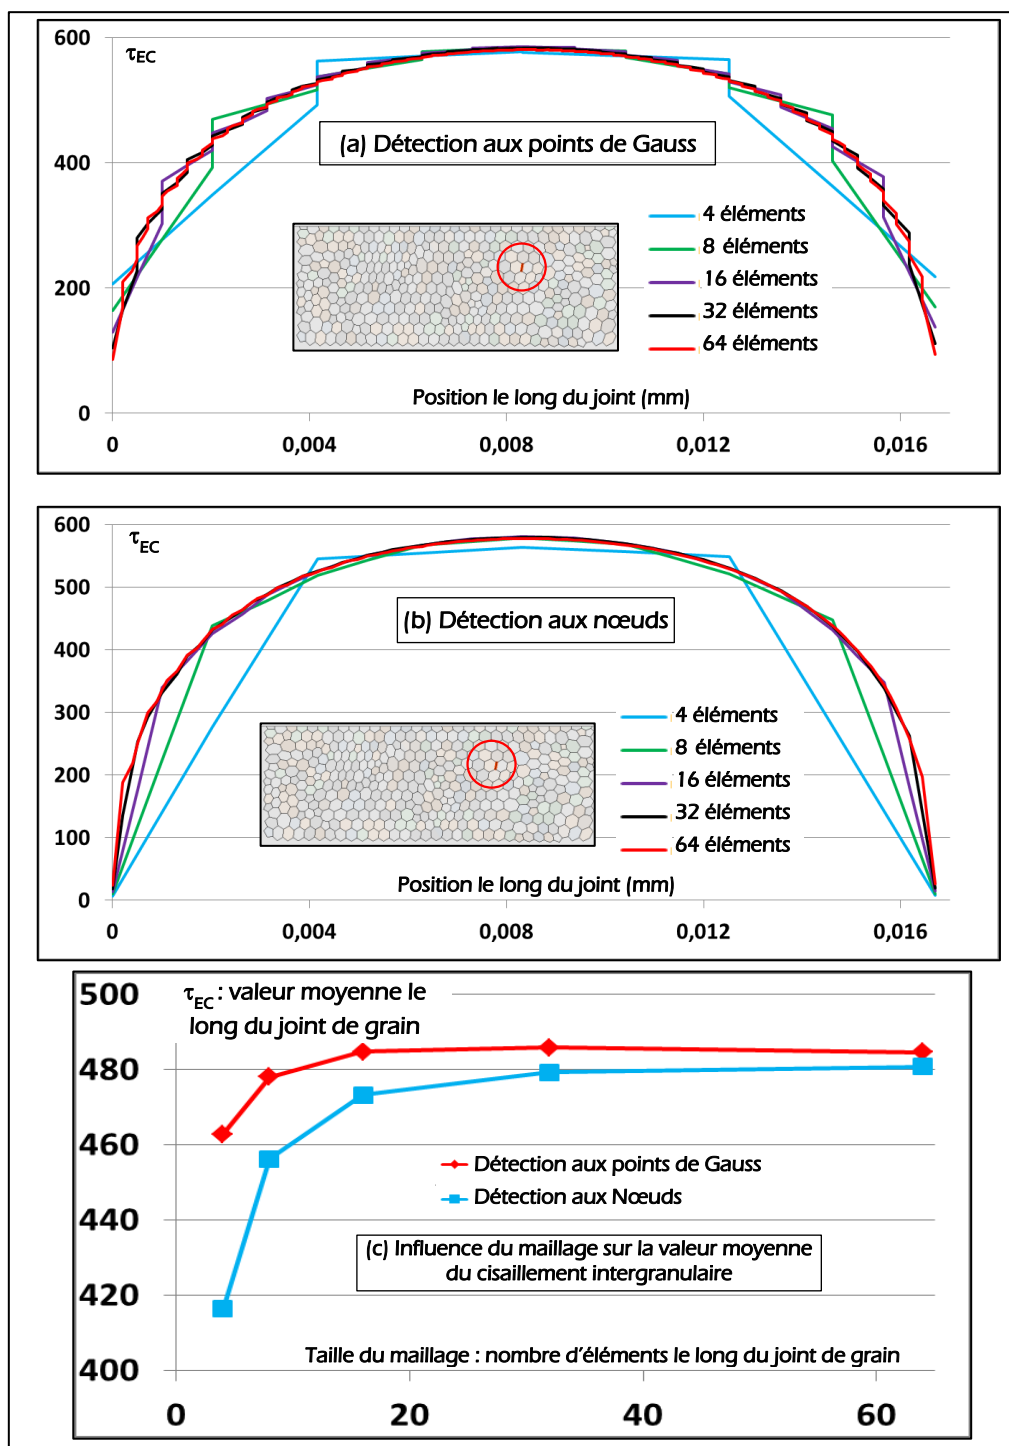 600
τEC
(a) Détection aux points de Gauss
400
4 éléments
8 éléments
16 éléments
32 éléments
64 éléments
200
Position le long du joint (mm)
0
0 0,004 0,008 0,012 0,016
600
τEC
500
(b) Détection aux nœuds
400
300
4 éléments
8 éléments
16 éléments
32 éléments
64 éléments
200
100
Position le long du joint (mm)
0
0 0,004 0,008 0,012 0,016
500
τEC : valeur moyenne le
long du joint de grain
480
460
Détection aux points de Gauss
Détection aux Nœuds
440
(c) Influence du maillage sur la valeur moyenne
du cisaillement intergranulaire
420
Taille du maillage : nombre d'éléments le long du joint de grain
400
0 20 40 60